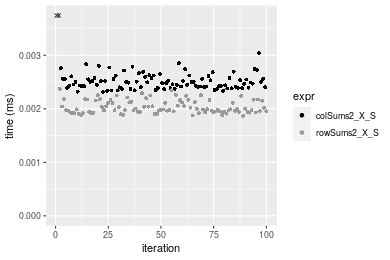 0.003
0.002
0.001
0.000
time (ms)
0
25
50
75
100
iteration
expr
colSums2_X_S
rowSums2_X_S